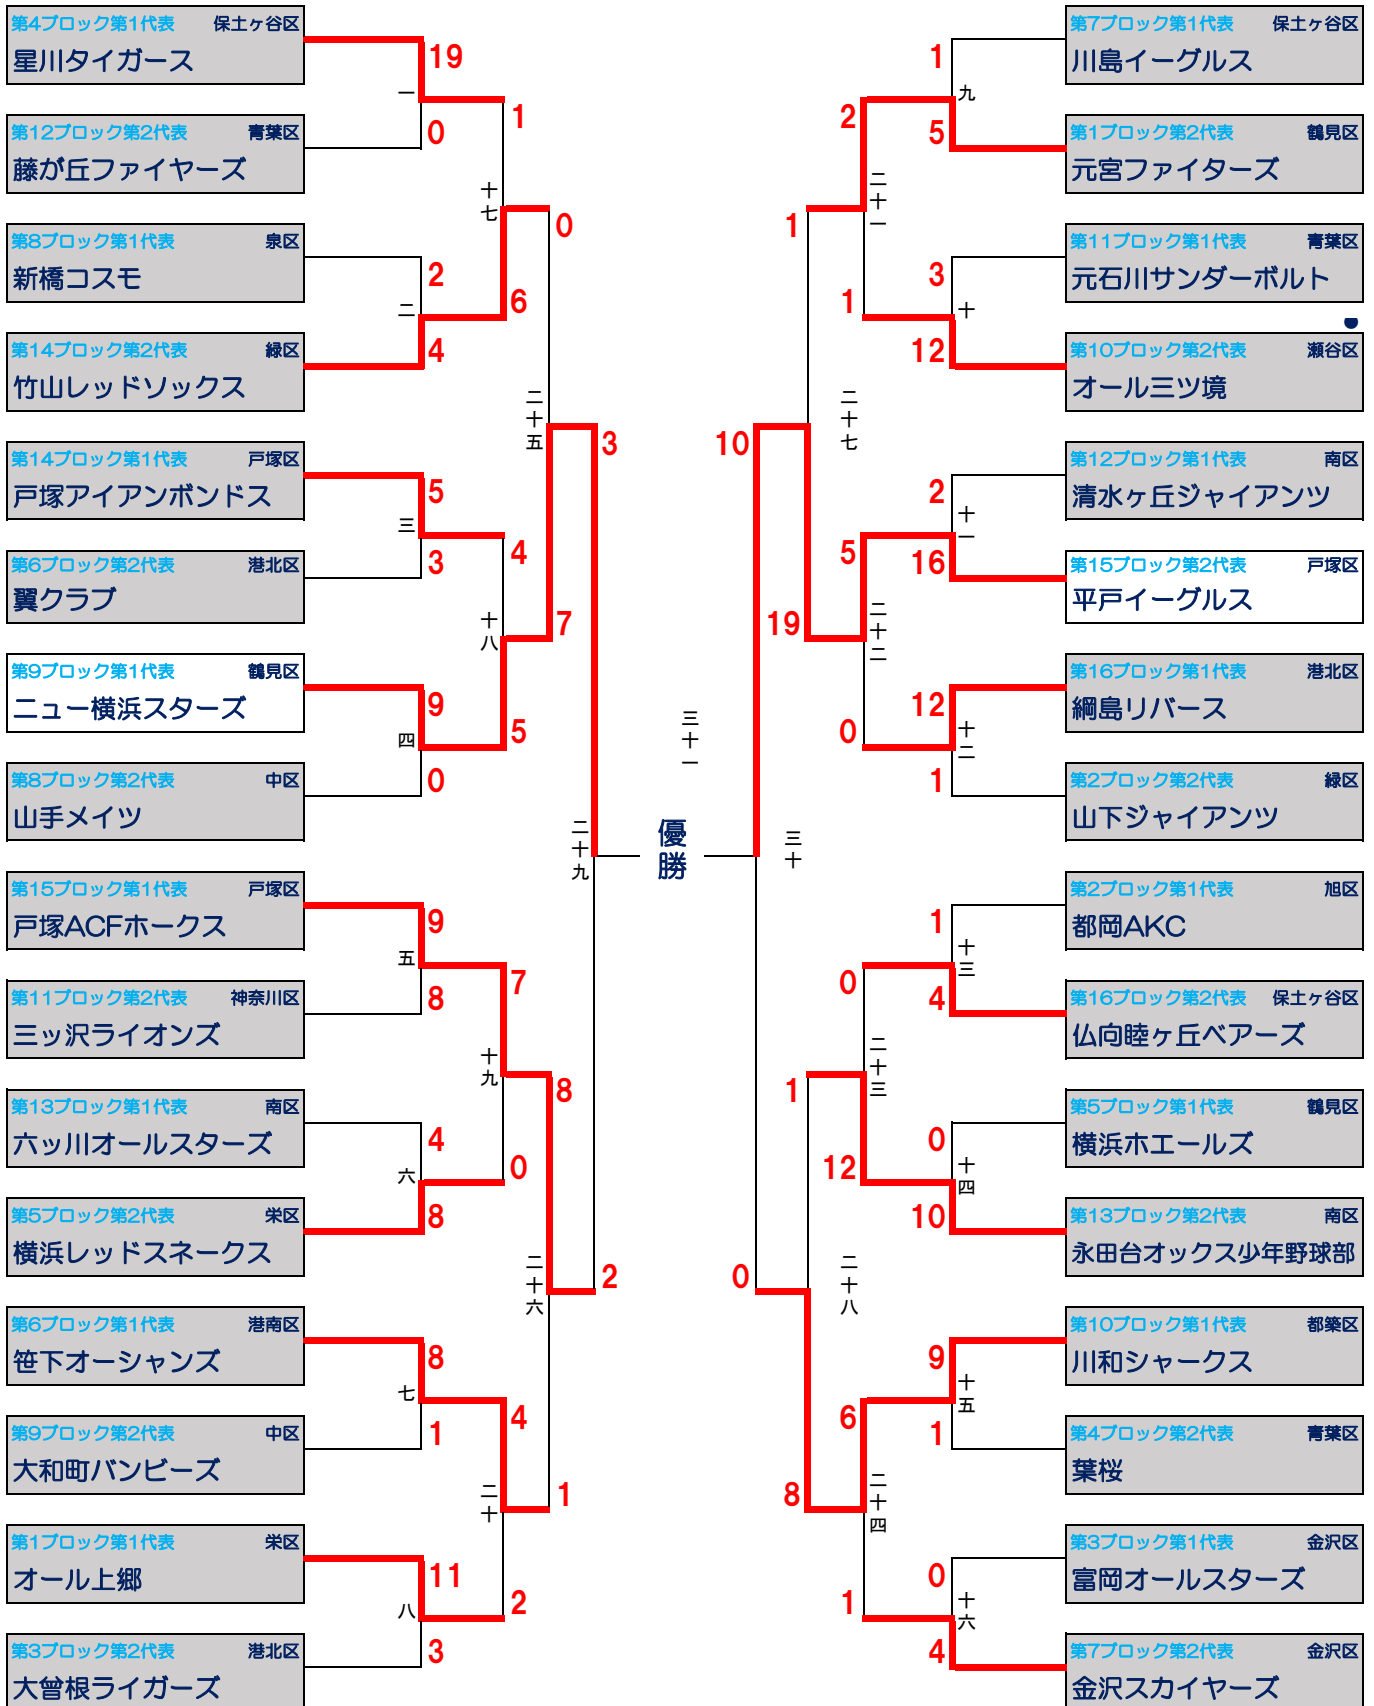 第4ブロック第1代表 保土ヶ谷区
星川タイガース
第12ブロック第2代表 青葉区
藤が丘ファイヤーズ
第8ブロック第1代表 泉区
新橋コスモ
第14ブロック第2代表 緑区
竹山レッドソックス
第14ブロック第1代表 戸塚区
戸塚アイアンボンドス
第6ブロック第2代表 港北区
翼クラブ
第9ブロック第1代表 鶴見区
ニュー横浜スターズ
第8ブロック第2代表 中区
山手メイツ
第15ブロック第1代表 戸塚区
戸塚ACFホークス
第11ブロック第2代表 神奈川区
三ッ沢ライオンズ
第13ブロック第1代表 南区
六ッ川オールスターズ
第5ブロック第2代表 栄区
横浜レッドスネークス
第6ブロック第1代表 港南区
笹下オーシャンズ
第9ブロック第2代表 中区
大和町バンビーズ
第1ブロック第1代表 栄区
オール上郷
第3ブロック第2代表 港北区
大曾根ライガーズ
19
一
0
2
二
4
5
三
3
9
四
0
9
五
8
4
六
8
8
七
1
11
八
3
1
十七
6
4
十八
5
7
十九
0
4
二十
2
0
二十五
7
8
二十六
1
3
二十九
2
三十一
優勝
10
三十
0
1
二十七
19
1
二十八
8
2
二十一
1
5
二十二
0
0
二十三
12
6
二十四
1
1
九
5
3
十
12
2
十一
16
12
十二
1
1
十三
4
0
十四
10
9
十五
1
0
十六
4
第7ブロック第1代表 保土ヶ谷区
川島イーグルス
第1ブロック第2代表 鶴見区
元宮ファイターズ
第11ブロック第1代表 青葉区
元石川サンダーボルト
第10ブロック第2代表 瀬谷区
オール三ツ境
第12ブロック第1代表 南区
清水ヶ丘ジャイアンツ
第15ブロック第2代表 戸塚区
平戸イーグルス
第16ブロック第1代表 港北区
綱島リバース
第2ブロック第2代表 緑区
山下ジャイアンツ
第2ブロック第1代表 旭区
都岡AKC
第16ブロック第2代表 保土ヶ谷区
仏向睦ヶ丘ベアーズ
第5ブロック第1代表 鶴見区
横浜ホエールズ
第13ブロック第2代表 南区
永田台オックス少年野球部
第10ブロック第1代表 都築区
川和シャークス
第4ブロック第2代表 青葉区
葉桜
第3ブロック第1代表 金沢区
富岡オールスターズ
第7ブロック第2代表 金沢区
金沢スカイヤーズ